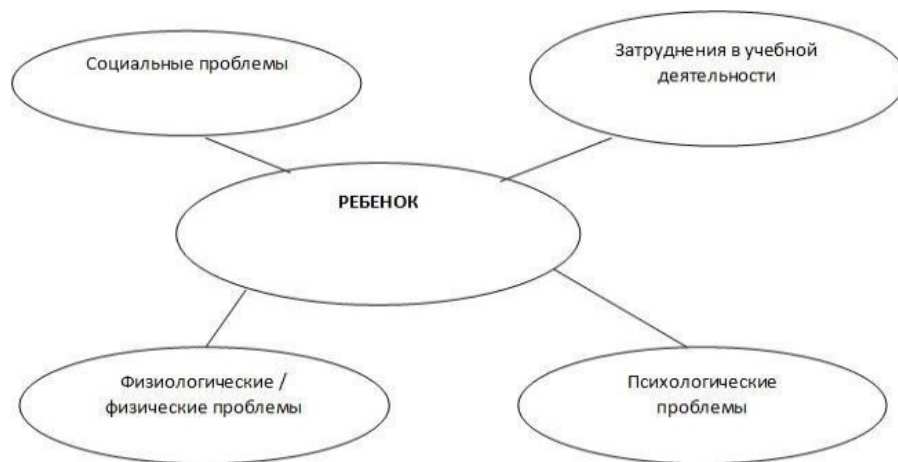 Социальные проблемы
Затруднения в учебной
деятельности
РЕБЕНОК
Физиологические /
физические проблемы
Психологические
проблемы